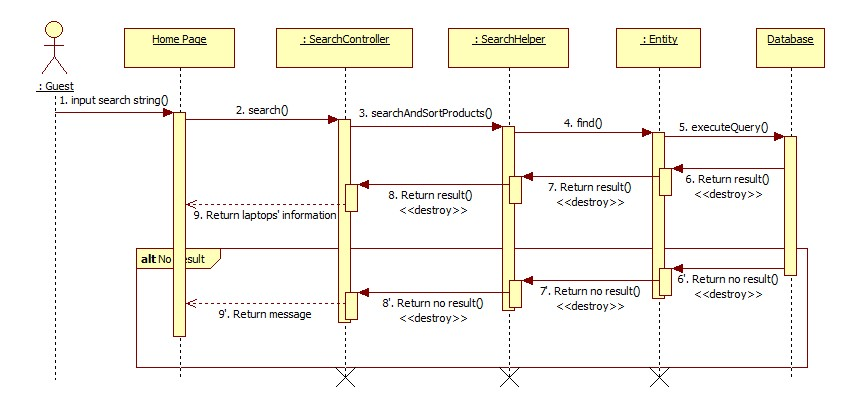 Home Page
: SearchController
: SearchHelper
: Entity
Database
: Guest
1. input search string()
2. search()
3. searchAndSortProducts()
4. find()
5. executeQuery()
6. Return result()
<<destroy>>
7. Return result()
<<destroy>>
8. Return result()
<<destroy>>
9. Return laptops' information
alt No result
6'. Return no result()
<<destroy>>
7'. Return no result()
<<destroy>>
8'. Return no result()
<<destroy>>
9'. Return message